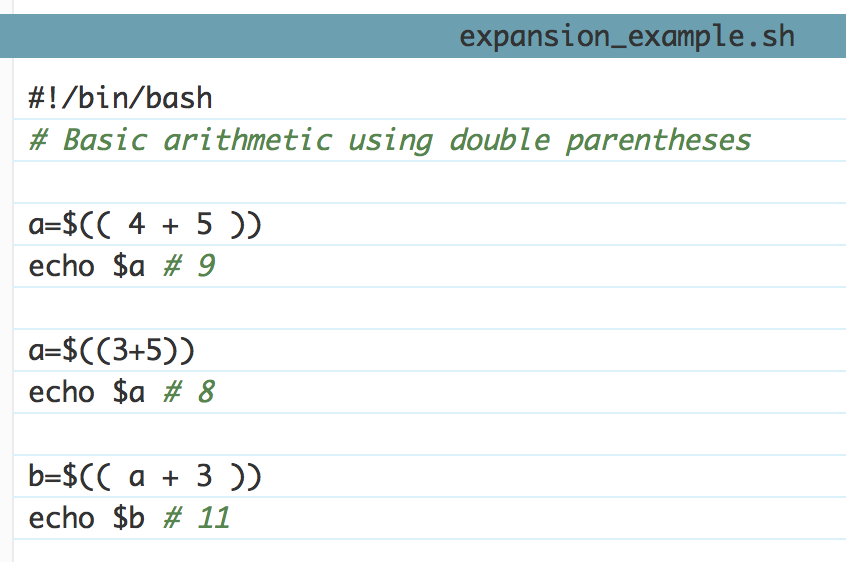 expansion_example.sh
#!/bin/bash
# Basic arithmetic using double parentheses
a=$(( 4 + 5 ))
echo $a # 9
a=$((3+5))
echo $a # 8
b=$(( a + 3 ))
echo $b # 11